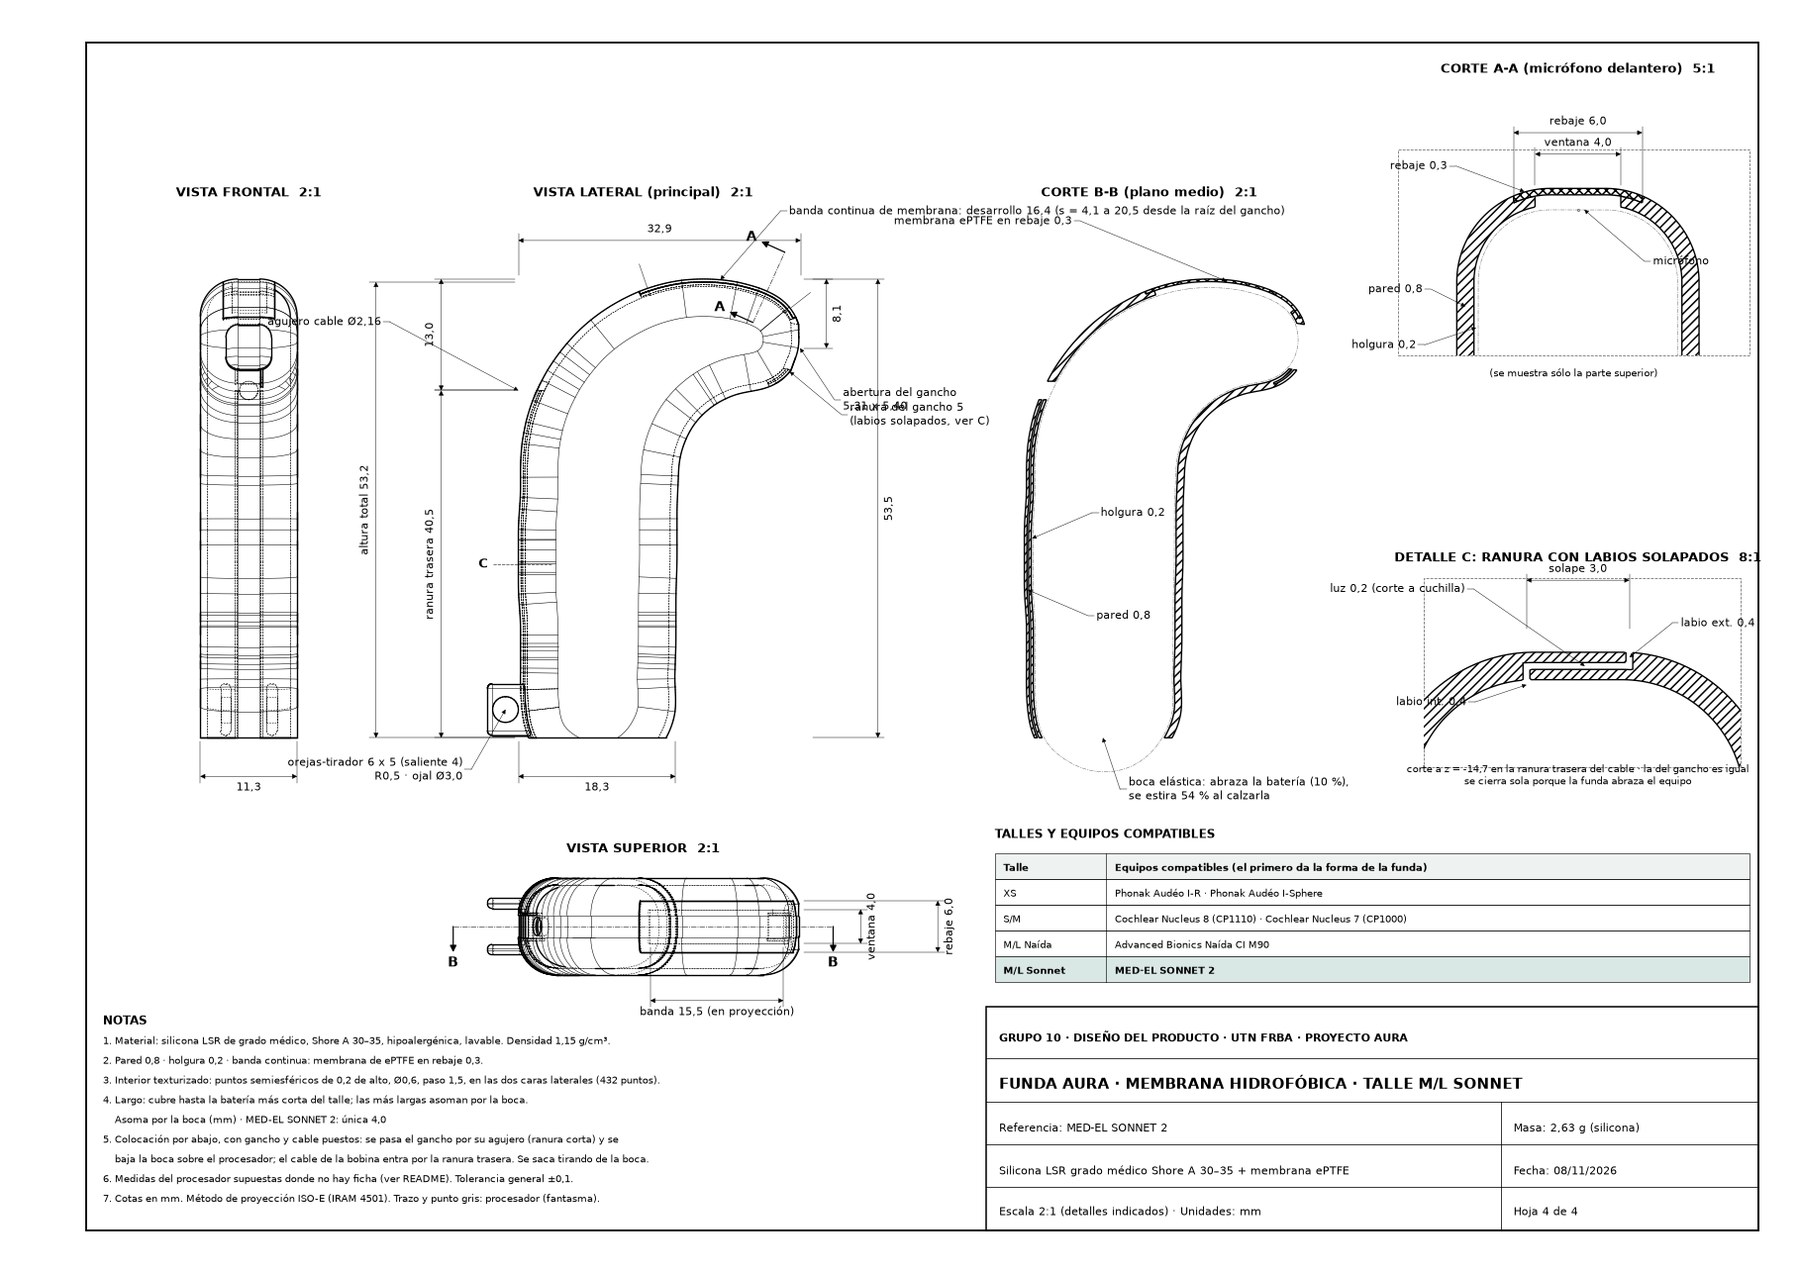 CORTE A-A (micrófono delantero)  5:1
rebaje 6,0
ventana 4,0
rebaje 0,3
micrófono
pared 0,8
holgura 0,2
(se muestra sólo la parte superior)
VISTA FRONTAL  2:1
agujero cable Ø2,16
11,3
VISTA LATERAL (principal)  2:1
banda continua de membrana: desarrollo 16,4 (s = 4,1 a 20,5 desde la raíz del gancho)
32,9
A
A
13,0
8,1
abertura del gancho
5,31 x 5,40
ranura del gancho 5
(labios solapados, ver C)
altura total 53,2
ranura trasera 40,5
53,5
C
orejas-tirador 6 x 5 (saliente 4)
R0,5 · ojal Ø3,0
18,3
CORTE B-B (plano medio)  2:1
membrana ePTFE en rebaje 0,3
holgura 0,2
pared 0,8
boca elástica: abraza la batería (10 %),
se estira 54 % al calzarla
DETALLE C: RANURA CON LABIOS SOLAPADOS  8:1
solape 3,0
luz 0,2 (corte a cuchilla)
labio ext. 0,4
labio int. 0,4
corte a z = -14,7 en la ranura trasera del cable · la del gancho es igual
se cierra sola porque la funda abraza el equipo
VISTA SUPERIOR  2:1
ventana 4,0
rebaje 6,0
B
B
banda 15,5 (en proyección)
TALLES Y EQUIPOS COMPATIBLES
Talle
Equipos compatibles (el primero da la forma de la funda)
XS
Phonak Audéo I-R · Phonak Audéo I-Sphere
S/M
Cochlear Nucleus 8 (CP1110) · Cochlear Nucleus 7 (CP1000)
M/L Naída
Advanced Bionics Naída CI M90
M/L Sonnet
MED-EL SONNET 2
NOTAS
1. Material: silicona LSR de grado médico, Shore A 30–35, hipoalergénica, lavable. Densidad 1,15 g/cm³.
2. Pared 0,8 · holgura 0,2 · banda continua: membrana de ePTFE en rebaje 0,3.
3. Interior texturizado: puntos semiesféricos de 0,2 de alto, Ø0,6, paso 1,5, en las dos caras laterales (432 puntos).
4. Largo: cubre hasta la batería más corta del talle; las más largas asoman por la boca.
Asoma por la boca (mm) · MED-EL SONNET 2: única 4,0
5. Colocación por abajo, con gancho y cable puestos: se pasa el gancho por su agujero (ranura corta) y se
baja la boca sobre el procesador; el cable de la bobina entra por la ranura trasera. Se saca tirando de la boca.
6. Medidas del procesador supuestas donde no hay ficha (ver README). Tolerancia general ±0,1.
7. Cotas en mm. Método de proyección ISO-E (IRAM 4501). Trazo y punto gris: procesador (fantasma).
GRUPO 10 · DISEÑO DEL PRODUCTO · UTN FRBA · PROYECTO AURA
FUNDA AURA · MEMBRANA HIDROFÓBICA · TALLE M/L SONNET
Referencia: MED-EL SONNET 2
Masa: 2,63 g (silicona)
Silicona LSR grado médico Shore A 30–35 + membrana ePTFE
Fecha: 08/11/2026
Escala 2:1 (detalles indicados) · Unidades: mm
Hoja 4 de 4